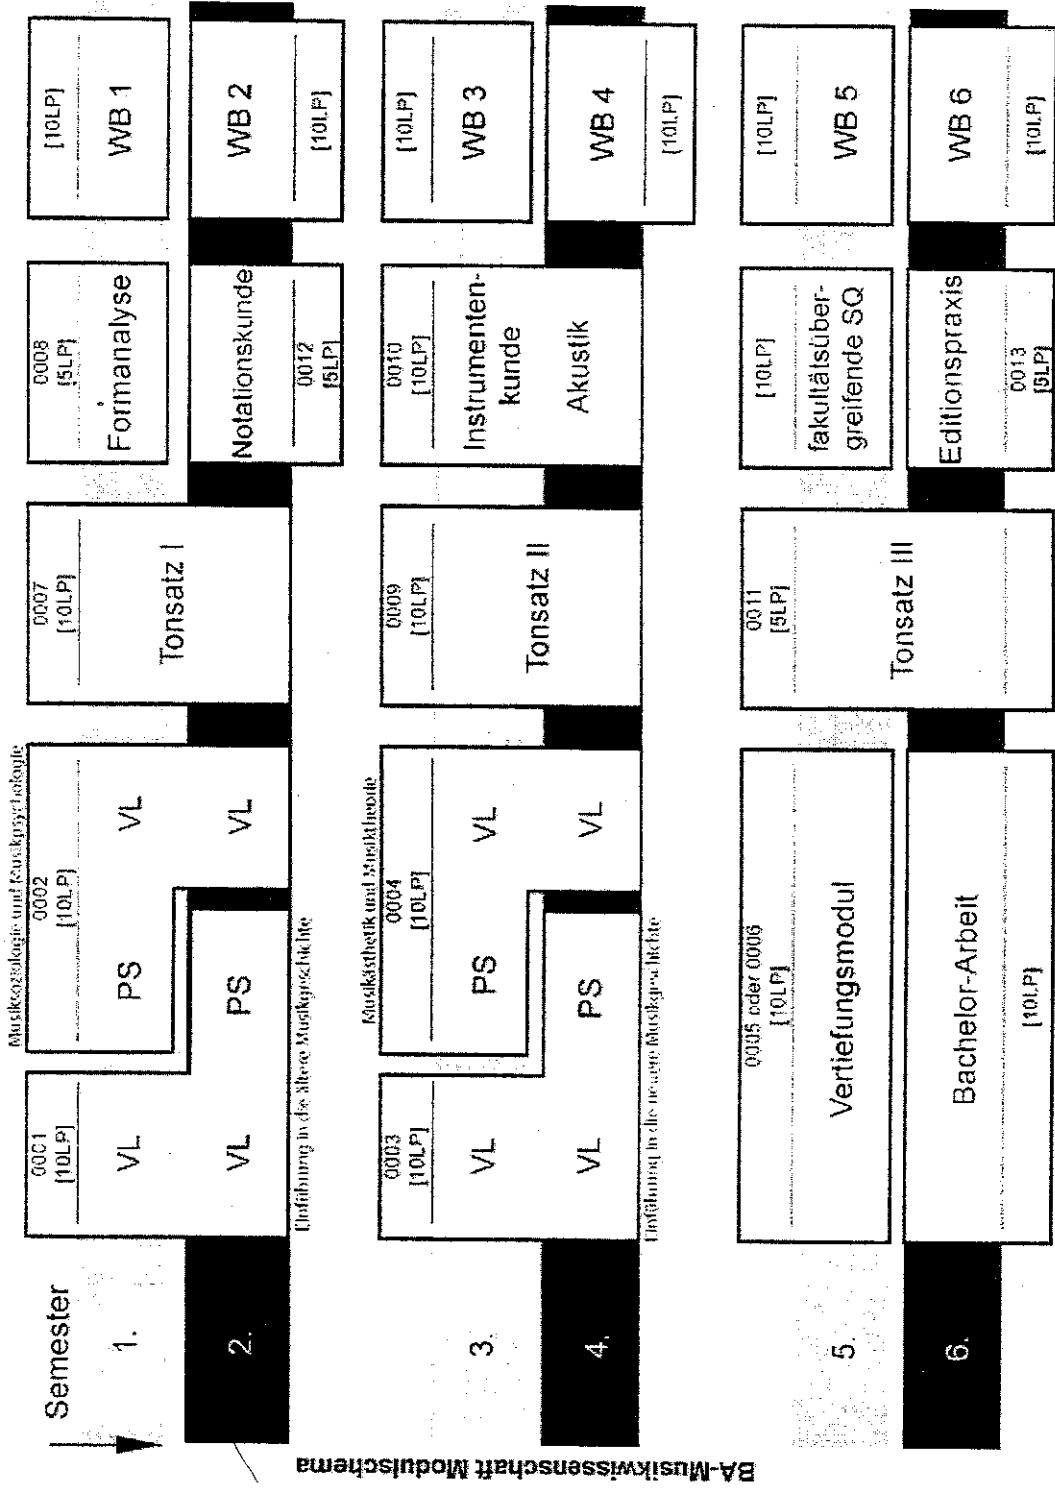 BA-Musikwissenschaft Modulschema
Semester
1.
2.
Musiksoziologie und Musikpsychologie
0001
[10LP]
0002
[10LP]
0007
[10LP]
0008
[5LP]
[10LP]
VL
PS
VL
Tonsatz I
Formanalyse
WB 1
VL
PS
VL
Notationskunde
WB 2
0012
[5LP]
[10LP]
Einführung in die ältere Musikgeschichte
3.
4.
Musikästhetik und Musiktheorie
0003
[10LP]
0004
[10LP]
0009
[10LP]
0010
[10LP]
[10LP]
VL
PS
VL
Tonsatz II
Instrumenten-
kunde
WB 3
VL
PS
VL
Akustik
WB 4
[10LP]
Einführung in die neuere Musikgeschichte
5.
6.
0005 oder 0006
[10LP]
0011
[5LP]
[10LP]
[10LP]
Vertiefungsmodul
Tonsatz III
fakultätsüber-
greifende SQ
WB 5
Bachelor-Arbeit
Editionspraxis
WB 6
[10LP]
0013
[5LP]
[10LP]